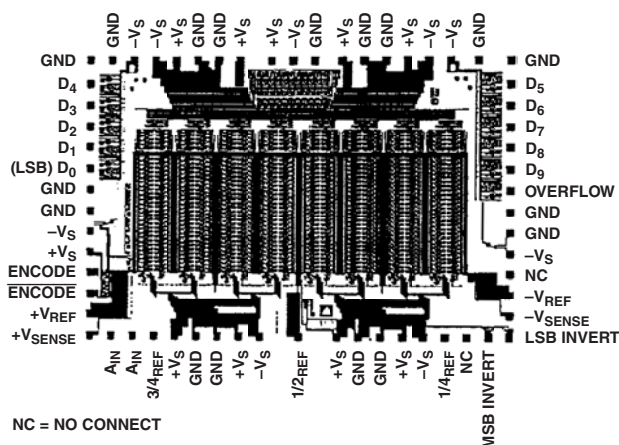 GND
–VS
–VS
+VS
GND
GND
+VS
+VS
–VS
GND
+VS
GND
GND
+VS
–VS
–VS
GND
GND
D4
D3
D2
D1
(LSB) D0
GND
GND
–VS
+VS
ENCODE
ENCODE
+VREF
+VSENSE
GND
D5
D6
D7
D8
D9
OVERFLOW
GND
GND
–VS
NC
–VREF
–VSENSE
LSB INVERT
AIN
AIN
3/4REF
+VS
GND
GND
+VS
–VS
1/2REF
+VS
GND
GND
+VS
–VS
1/4REF
NC
MSB INVERT
NC = NO CONNECT